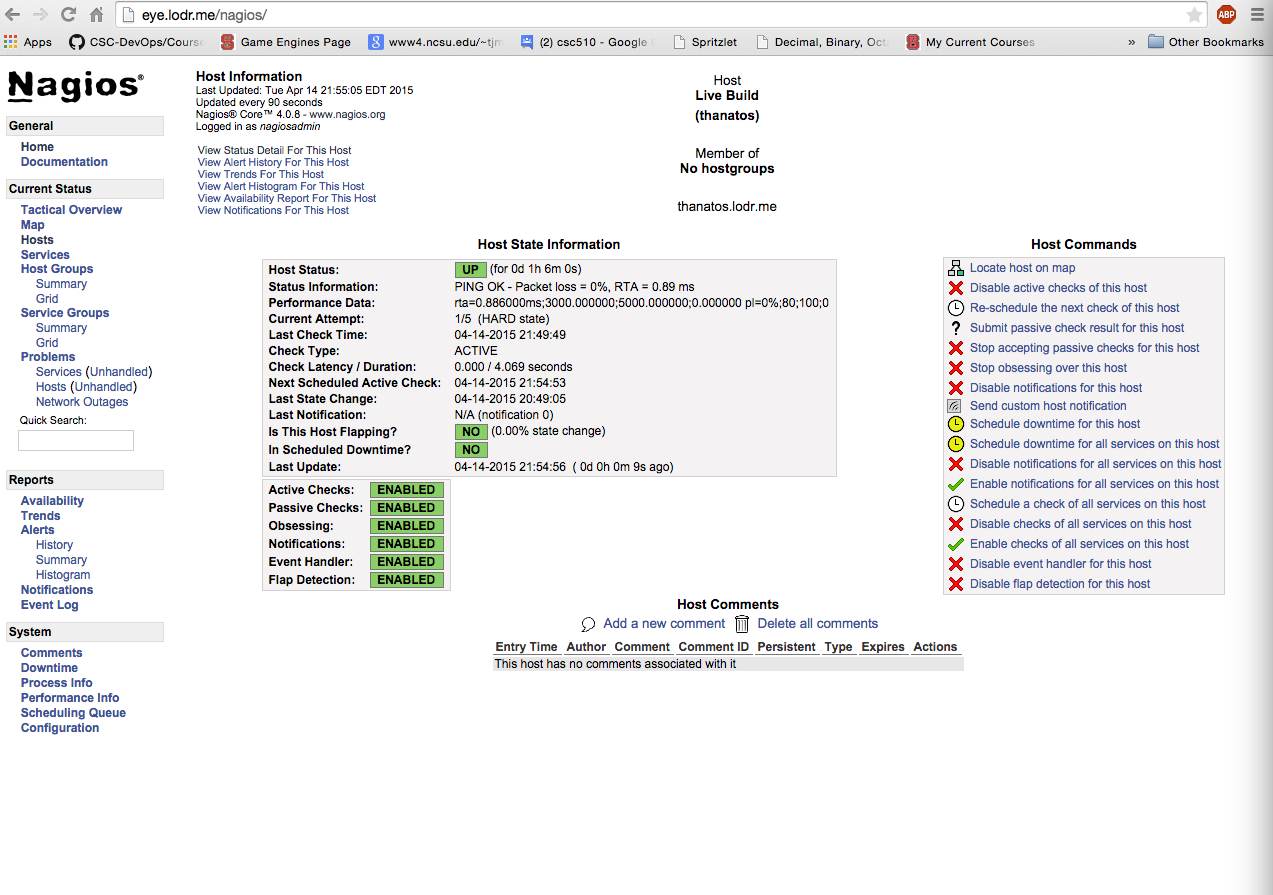 eye.lodr.me/nagios/
ABP
Apps CSC-DevOps/Cours Game Engines Page www4.ncsu.edu/~tjm (2) csc510 - Google Spritzlet Decimal, Binary, Oct My Current Courses » Other Bookmarks
Nagios®
General
Home
Documentation
Current Status
Tactical Overview
Map
Hosts
Services
Host Groups
Summary
Grid
Service Groups
Summary
Grid
Problems
Services (Unhandled)
Hosts (Unhandled)
Network Outages
Quick Search:
Reports
Availability
Trends
Alerts
History
Summary
Histogram
Notifications
Event Log
System
Comments
Downtime
Process Info
Performance Info
Scheduling Queue
Configuration
Host Information
Last Updated: Tue Apr 14 21:55:05 EDT 2015
Updated every 90 seconds
Nagios® Core™ 4.0.8 - www.nagios.org
Logged in as nagiosadmin
View Status Detail For This Host
View Alert History For This Host
View Trends For This Host
View Alert Histogram For This Host
View Availability Report For This Host
View Notifications For This Host
Host
Live Build
(thanatos)
Member of
No hostgroups
thanatos.lodr.me
Host State Information
Host Status: UP (for 0d 1h 6m 0s)
Status Information: PING OK - Packet loss = 0%, RTA = 0.89 ms
Performance Data: rta=0.886000ms;3000.000000;5000.000000;0.000000 pl=0%;80;100;0
Current Attempt: 1/5 (HARD state)
Last Check Time: 04-14-2015 21:49:49
Check Type: ACTIVE
Check Latency / Duration: 0.000 / 4.069 seconds
Next Scheduled Active Check: 04-14-2015 21:54:53
Last State Change: 04-14-2015 20:49:05
Last Notification: N/A (notification 0)
Is This Host Flapping? NO (0.00% state change)
In Scheduled Downtime? NO
Last Update: 04-14-2015 21:54:56 ( 0d 0h 0m 9s ago)
Active Checks: ENABLED
Passive Checks: ENABLED
Obsessing: ENABLED
Notifications: ENABLED
Event Handler: ENABLED
Flap Detection: ENABLED
Host Commands
Locate host on map
Disable active checks of this host
Re-schedule the next check of this host
? Submit passive check result for this host
Stop accepting passive checks for this host
Stop obsessing over this host
Disable notifications for this host
Send custom host notification
Schedule downtime for this host
Schedule downtime for all services on this host
Disable notifications for all services on this host
Enable notifications for all services on this host
Schedule a check of all services on this host
Disable checks of all services on this host
Enable checks of all services on this host
Disable event handler for this host
Disable flap detection for this host
Host Comments
Add a new comment Delete all comments
Entry Time Author Comment Comment ID Persistent Type Expires Actions
This host has no comments associated with it